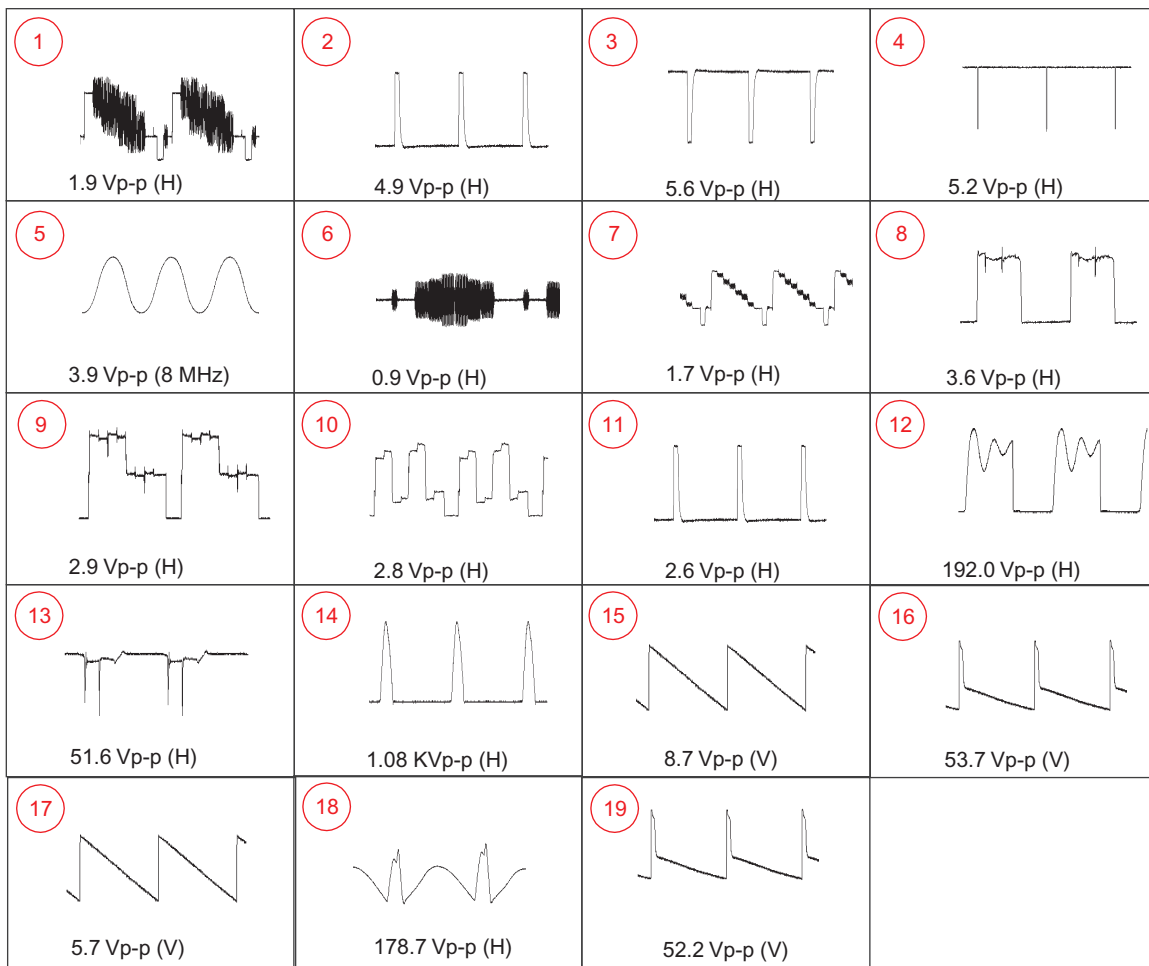 1
2
3
4
1.9 Vp-p (H)
4.9 Vp-p (H)
5.6 Vp-p (H)
5.2 Vp-p (H)
5
6
7
8
3.9 Vp-p (8 MHz)
0.9 Vp-p (H)
1.7 Vp-p (H)
3.6 Vp-p (H)
9
10
11
12
2.9 Vp-p (H)
2.8 Vp-p (H)
2.6 Vp-p (H)
192.0 Vp-p (H)
13
14
15
16
51.6 Vp-p (H)
1.08 KVp-p (H)
8.7 Vp-p (V)
53.7 Vp-p (V)
17
18
19
5.7 Vp-p (V)
178.7 Vp-p (H)
52.2 Vp-p (V)